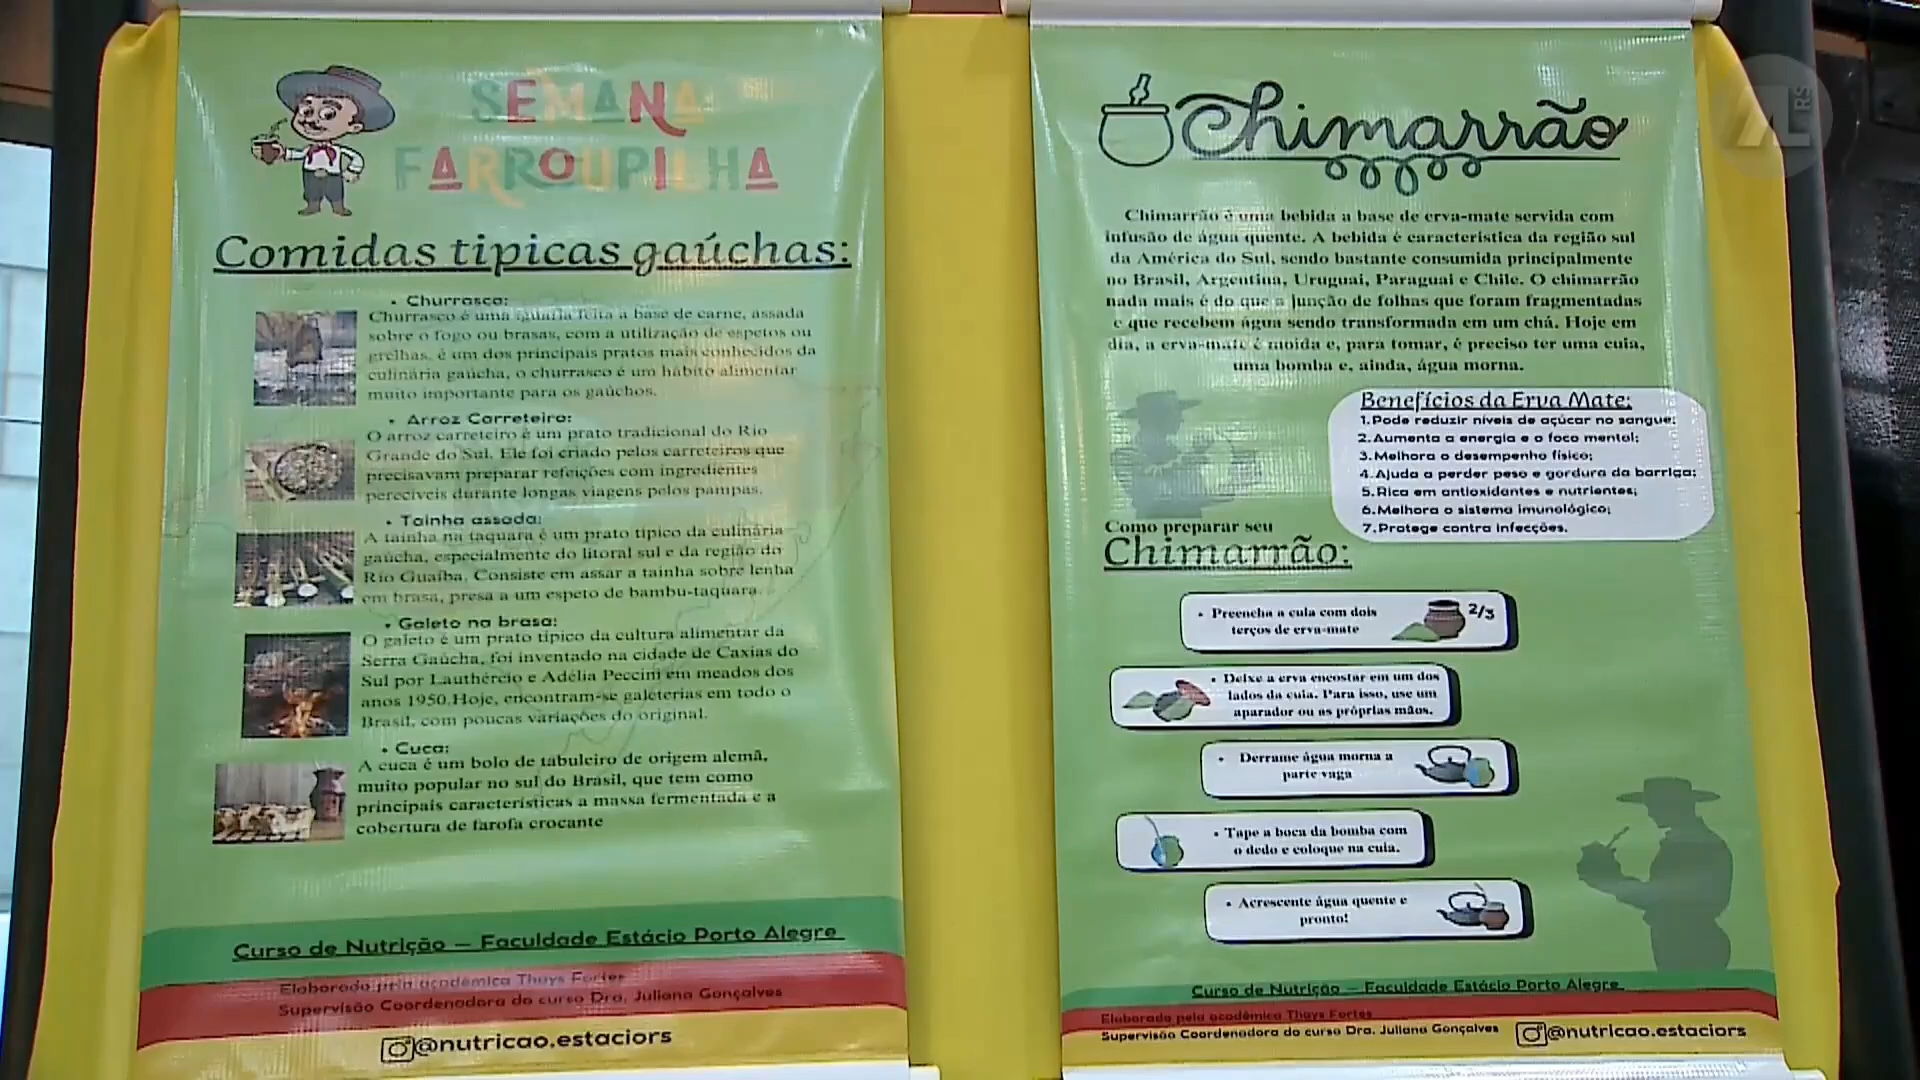 SEMANA
FARROUPILHA
Comidas tipicas gaúchas:
• Churrasco:
Churrasco é uma iguaria feita a base de carne, assada
sobre o fogo ou brasas, com a utilização de espetos ou
grelhas, é um dos principais pratos mais conhecidos da
culinária gaúcha, o churrasco é um hábito alimentar
muito importante para os gaúchos.
• Arroz Carreteiro:
O arroz carreteiro é um prato tradicional do Rio
Grande do Sul. Ele foi criado pelos carreteiros que
precisavam preparar refeições com ingredientes
perecíveis durante longas viagens pelos pampas.
• Tainha assada:
A tainha na taquara é um prato típico da culinária
gaúcha, especialmente do litoral sul e da região do
Rio Guaíba. Consiste em assar a tainha sobre lenha
em brasa, presa a um espeto de bambu-taquara.
• Galeto na brasa:
O galeto é um prato típico da cultura alimentar da
Serra Gaúcha, foi inventado na cidade de Caxias do
Sul por Lauthércio e Adélia Peccini em meados dos
anos 1950.Hoje, encontram-se galeterias em todo o
Brasil, com poucas variações do original.
• Cuca:
A cuca é um bolo de tabuleiro de origem alemã,
muito popular no sul do Brasil, que tem como
principais características a massa fermentada e a
cobertura de farofa crocante
Curso de Nutrição – Faculdade Estácio Porto Alegre
Elaborado pela acadêmica Thays Fortes
Supervisão Coordenadora do curso Dra. Juliana Gonçalves
@nutricao.estaciors
Chimarrão
Chimarrão é uma bebida a base de erva-mate servida com
infusão de água quente. A bebida é característica da região sul
da América do Sul, sendo bastante consumida principalmente
no Brasil, Argentina, Uruguai, Paraguai e Chile. O chimarrão
nada mais é do que a junção de folhas que foram fragmentadas
e que recebem água sendo transformada em um chá. Hoje em
dia, a erva-mate é moída e, para tomar, é preciso ter uma cuia,
uma bomba e, ainda, água morna.
Benefícios da Erva Mate:
1.Pode reduzir níveis de açúcar no sangue;
2.Aumenta a energia e o foco mental;
3.Melhora o desempenho físico;
4.Ajuda a perder peso e gordura da barriga;
5.Rica em antioxidantes e nutrientes;
6.Melhora o sistema imunológico;
7.Protege contra infecções.
Como preparar seu
Chimarrão:
• Preencha a cuia com dois
terços de erva-mate
2/3
• Deixe a erva encostar em um dos
lados da cuia. Para isso, use um
aparador ou as próprias mãos.
• Derrame água morna a
parte vaga
• Tape a boca da bomba com
o dedo e coloque na cuia.
• Acrescente água quente e
pronto!
Curso de Nutrição – Faculdade Estácio Porto Alegre
Elaborado pela acadêmica Thays Fortes
Supervisão Coordenadora do curso Dra. Juliana Gonçalves
@nutricao.estaciors
ALRS